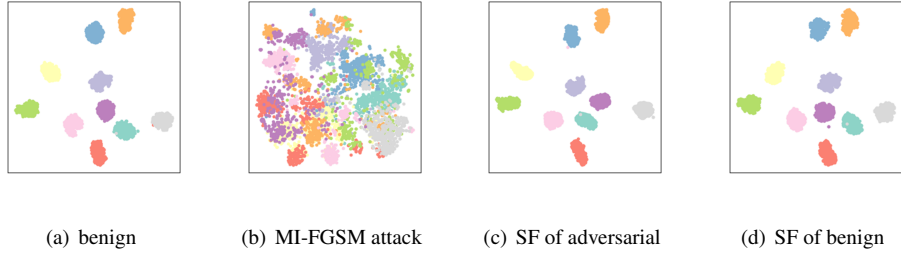 (a) benign
(b) MI-FGSM attack
(c) SF of adversarial
(d) SF of benign